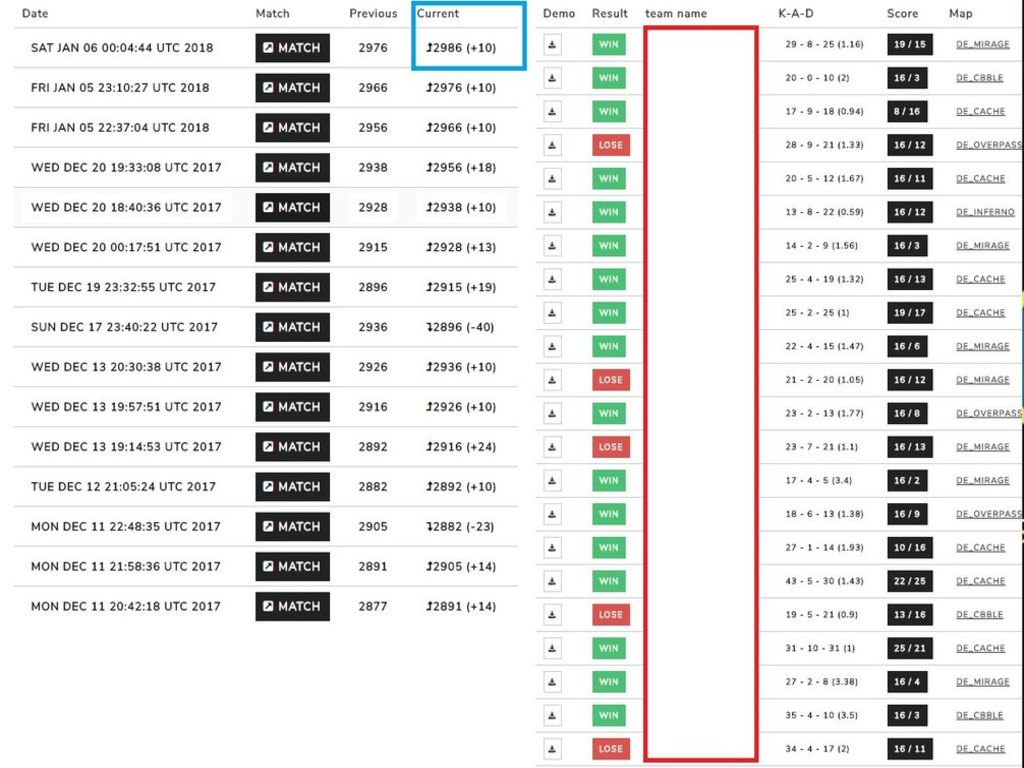 Date Match Previous Current
SAT JAN 06 00:04:44 UTC 2018 MATCH 2976 2986 (+10)
FRI JAN 05 23:10:27 UTC 2018 MATCH 2966 2976 (+10)
FRI JAN 05 22:37:04 UTC 2018 MATCH 2956 2966 (+10)
WED DEC 20 19:33:08 UTC 2017 MATCH 2938 2956 (+18)
WED DEC 20 18:40:36 UTC 2017 MATCH 2928 2938 (+10)
WED DEC 20 00:17:51 UTC 2017 MATCH 2915 2928 (+13)
TUE DEC 19 23:32:55 UTC 2017 MATCH 2896 2915 (+19)
SUN DEC 17 23:40:22 UTC 2017 MATCH 2936 2896 (-40)
WED DEC 13 20:30:38 UTC 2017 MATCH 2926 2936 (+10)
WED DEC 13 19:57:51 UTC 2017 MATCH 2916 2926 (+10)
WED DEC 13 19:14:53 UTC 2017 MATCH 2892 2916 (+24)
TUE DEC 12 21:05:24 UTC 2017 MATCH 2882 2892 (+10)
MON DEC 11 22:48:35 UTC 2017 MATCH 2905 2882 (-23)
MON DEC 11 21:58:36 UTC 2017 MATCH 2891 2905 (+14)
MON DEC 11 20:42:18 UTC 2017 MATCH 2877 2891 (+14)
Demo Result team name K-A-D Score Map
WIN 29 - 8 - 25 (1.16) 19 / 15 DE_MIRAGE
WIN 20 - 0 - 10 (2) 16 / 3 DE_CBBLE
WIN 17 - 9 - 18 (0.94) 8 / 16 DE_CACHE
LOSE 28 - 9 - 21 (1.33) 16 / 12 DE_OVERPASS
WIN 20 - 5 - 12 (1.67) 16 / 11 DE_CACHE
WIN 13 - 8 - 22 (0.59) 16 / 12 DE_INFERNO
WIN 14 - 2 - 9 (1.56) 16 / 3 DE_MIRAGE
WIN 25 - 4 - 19 (1.32) 16 / 13 DE_CACHE
WIN 25 - 2 - 25 (1) 19 / 17 DE_CACHE
WIN 22 - 4 - 15 (1.47) 16 / 6 DE_MIRAGE
LOSE 21 - 2 - 20 (1.05) 16 / 12 DE_MIRAGE
WIN 23 - 2 - 13 (1.77) 16 / 8 DE_OVERPASS
LOSE 23 - 7 - 21 (1.1) 16 / 13 DE_MIRAGE
WIN 17 - 4 - 5 (3.4) 16 / 2 DE_MIRAGE
WIN 18 - 6 - 13 (1.38) 16 / 9 DE_OVERPASS
WIN 27 - 1 - 14 (1.93) 10 / 16 DE_CACHE
WIN 43 - 5 - 30 (1.43) 22 / 25 DE_CACHE
LOSE 19 - 5 - 21 (0.9) 13 / 16 DE_CBBLE
WIN 31 - 10 - 31 (1) 25 / 21 DE_CACHE
WIN 27 - 2 - 8 (3.38) 16 / 4 DE_MIRAGE
WIN 35 - 4 - 10 (3.5) 16 / 3 DE_CBBLE
LOSE 34 - 4 - 17 (2) 16 / 11 DE_CACHE